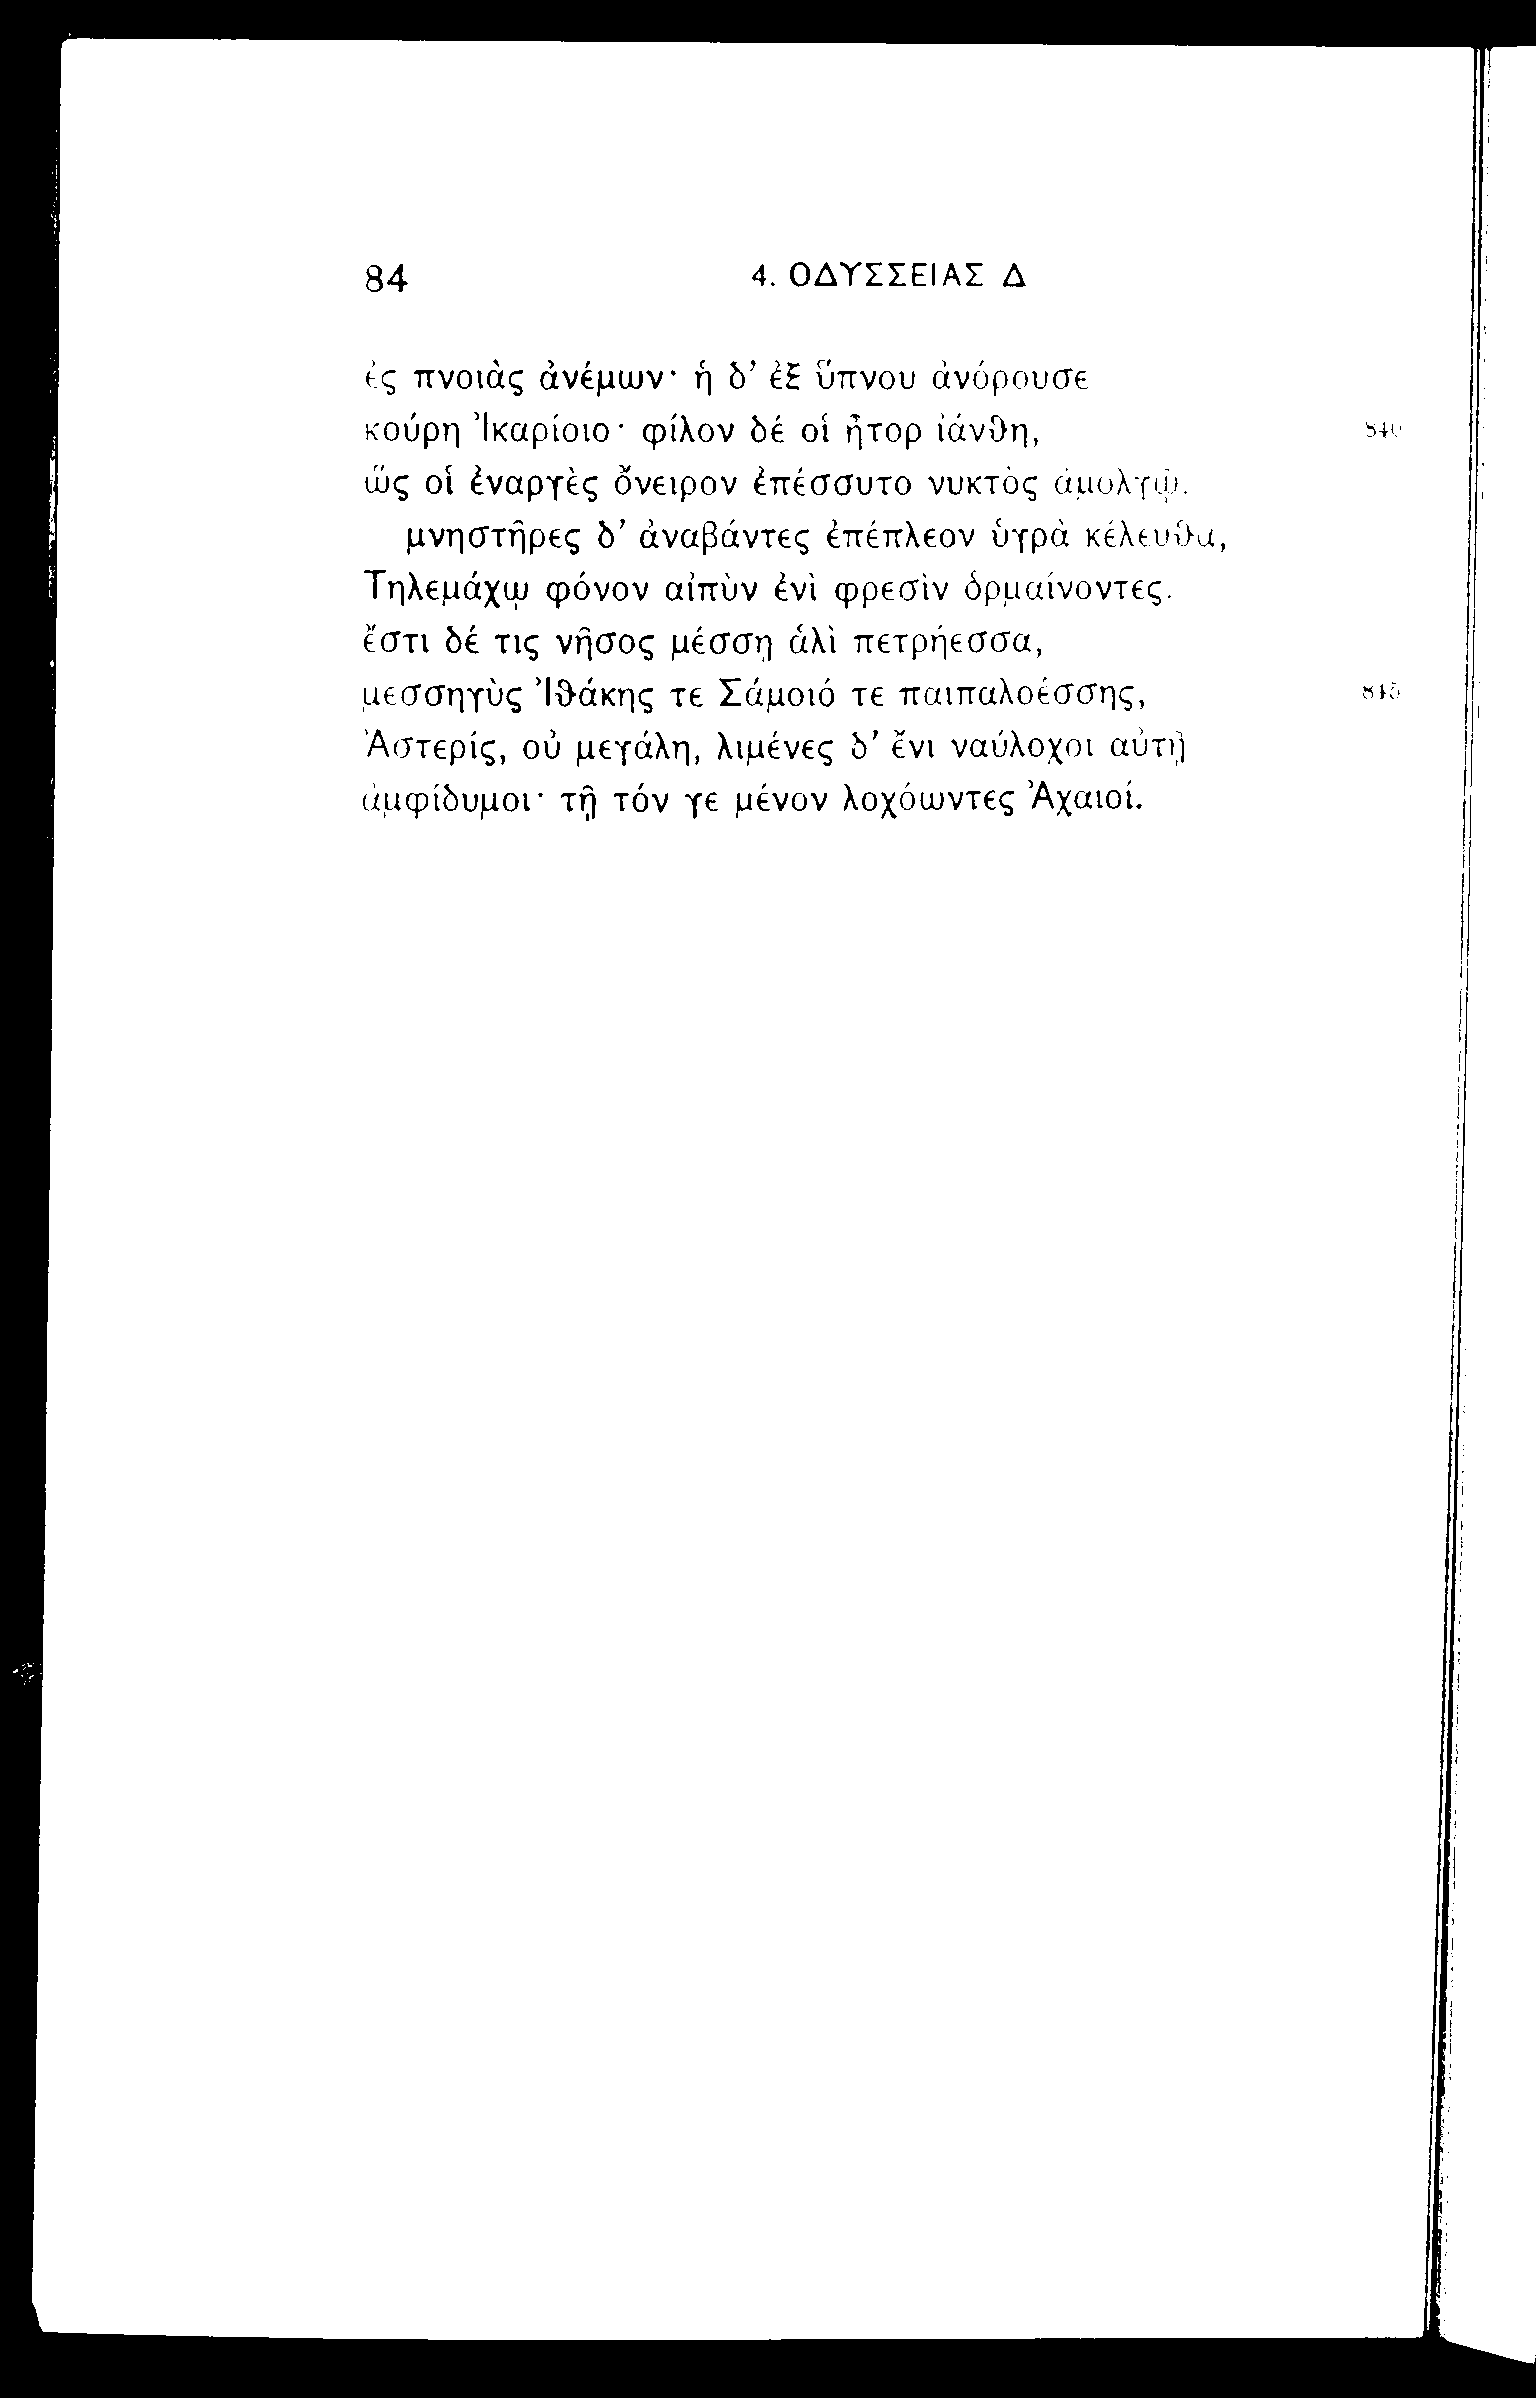 84 4. ΟΔΥΣΣΕΙΑΣ Δ
ἐς πνοιὰς ἀνέμων· ἡ δ’ ἐξ ὕπνου ἀνόρουσε
κούρη Ἰκαρίοιο· φίλον δέ οἱ ἦτορ ἰάνθη, 840
ὥς οἱ ἐναργὲς ὄνειρον ἐπέσσυτο νυκτὸς ἀμολγῷ.
μνηστῆρες δ’ ἀναβάντες ἐπέπλεον ὑγρὰ κέλευθα,
Τηλεμάχῳ φόνον αἰπὺν ἐνὶ φρεσὶν ὁρμαίνοντες.
ἔστι δέ τις νῆσος μέσσῃ ἁλὶ πετρήεσσα,
μεσσηγὺς Ἰθάκης τε Σάμοιό τε παιπαλοέσσης, 845
Ἀστερίς, οὐ μεγάλη, λιμένες δ’ ἔνι ναύλοχοι αὐτῇ
ἀμφίδυμοι· τῇ τόν γε μένον λοχόωντες Ἀχαιοί.